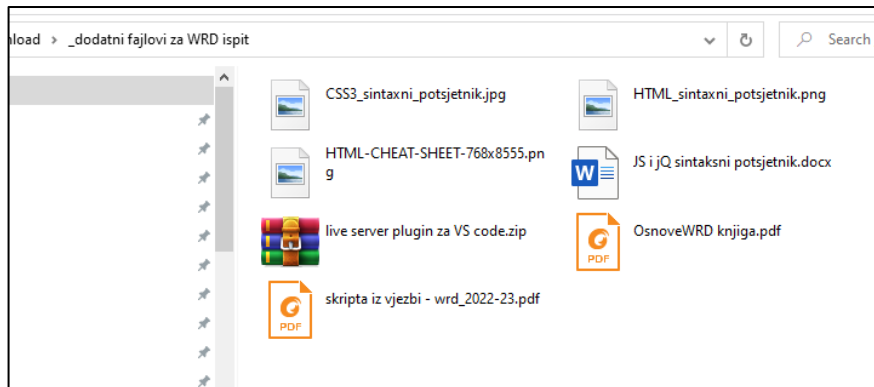 nload > _dodatni fajlovi za WRD ispit
Search
CSS3_sintaxni_potsjetnik.jpg
HTML_sintaxni_potsjetnik.png
HTML-CHEAT-SHEET-768x8555.pn
g
W
JS i jQ sintaksni potsjetnik.docx
live server plugin za VS code.zip
PDF
OsnoveWRD knjiga.pdf
PDF
skripta iz vjezbi - wrd_2022-23.pdf